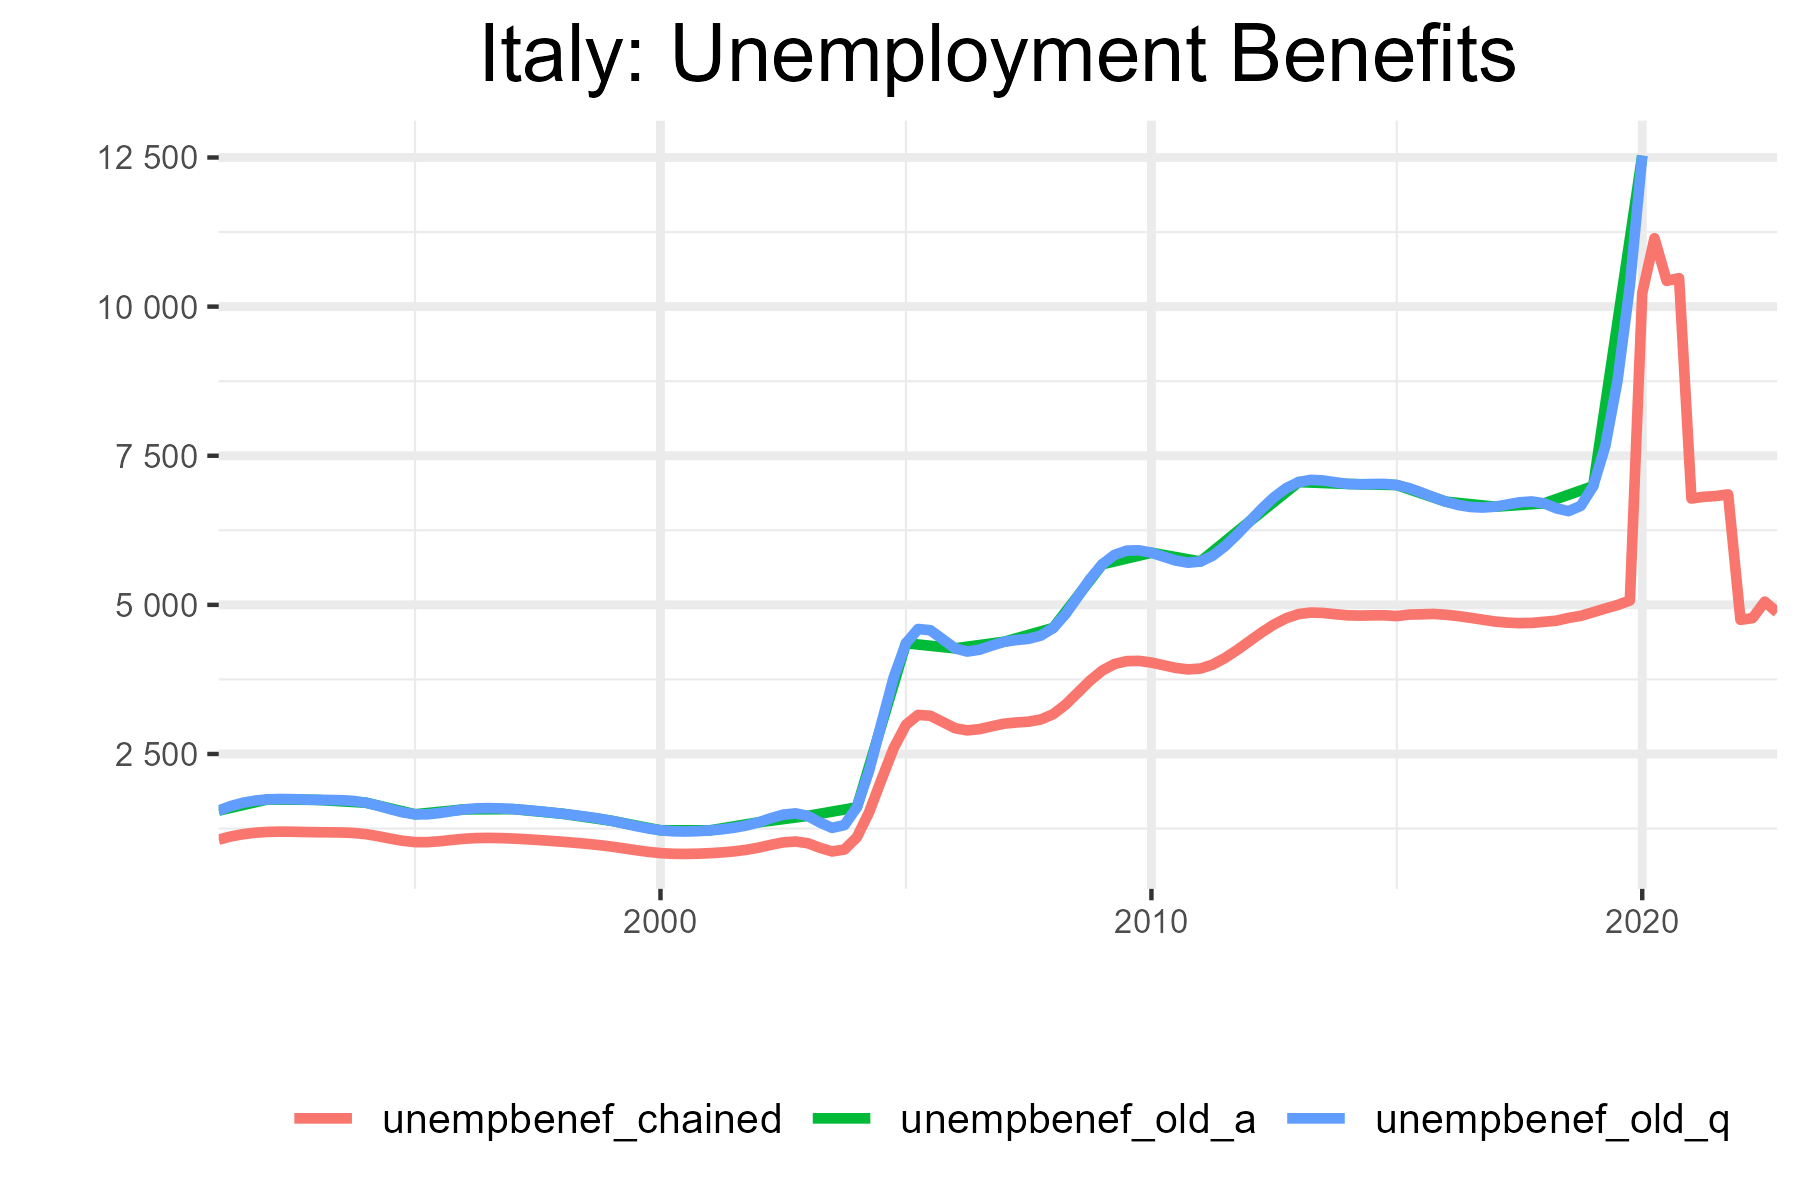 Italy: Unemployment Benefits
12 500
10 000
7 500
5 000
2 500
2000 2010 2020
unempbenef_chained unempbenef_old_a unempbenef_old_q